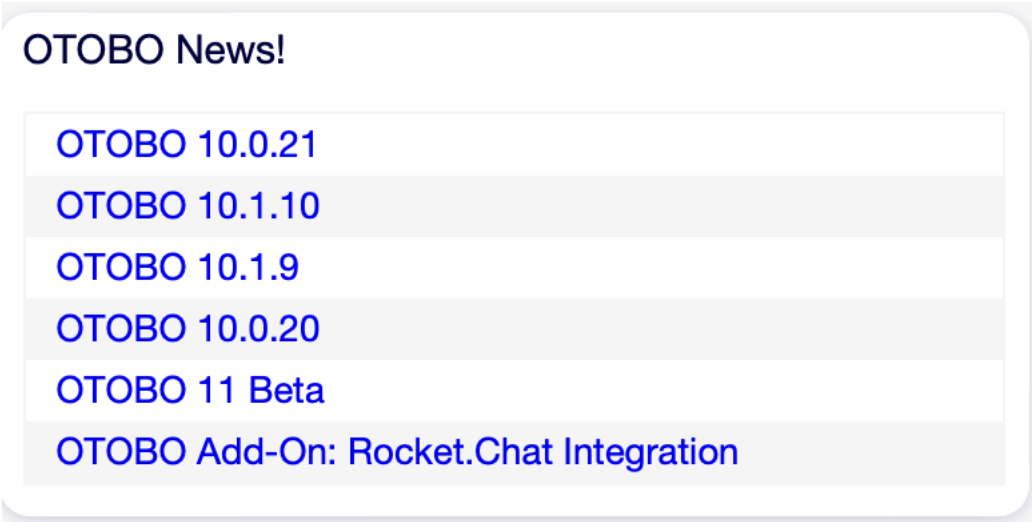 OTOBO News!
OTOBO 10.0.21
OTOBO 10.1.10
OTOBO 10.1.9
OTOBO 10.0.20
OTOBO 11 Beta
OTOBO Add-On: Rocket.Chat Integration